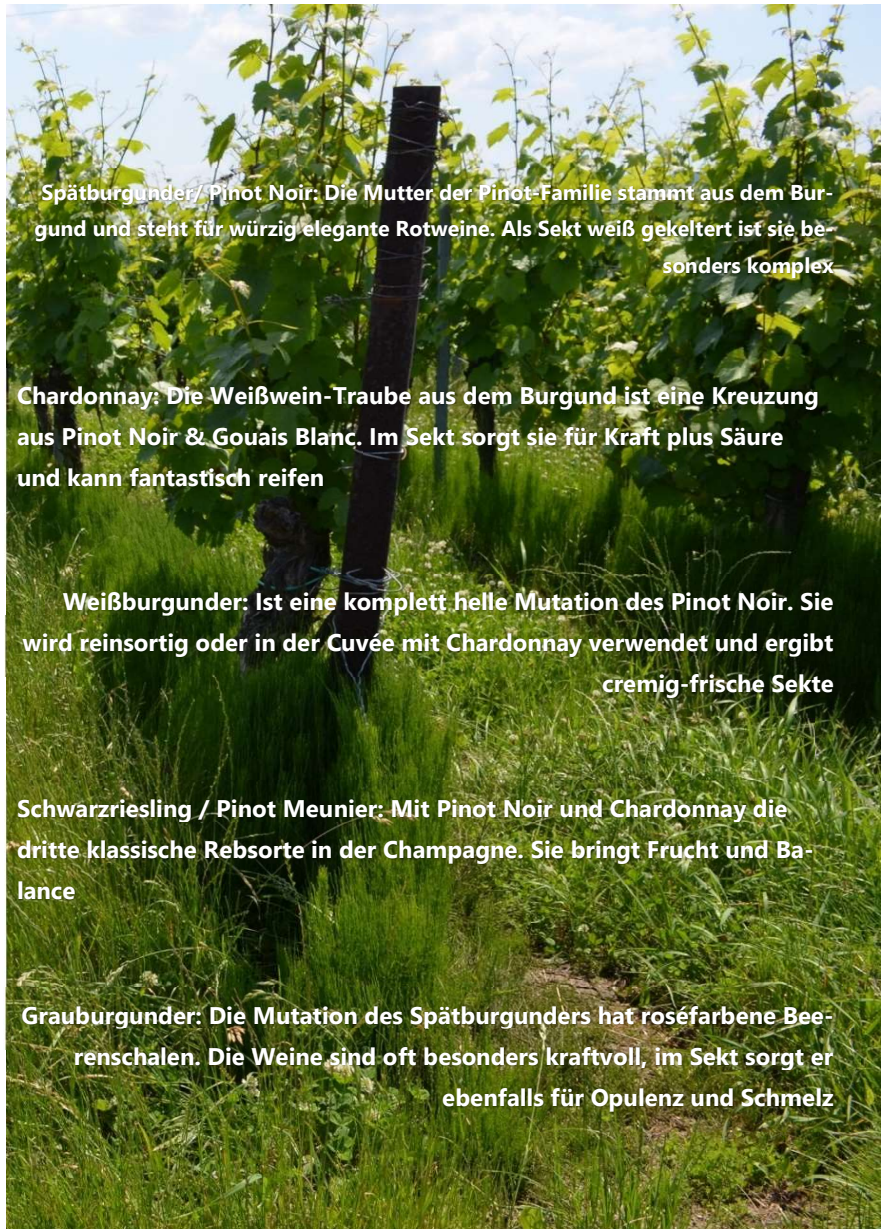 Spätburgunder/ Pinot Noir: Die Mutter der Pinot-Familie stammt aus dem Bur-
gund und steht für würzig elegante Rotweine. Als Sekt weiß gekeltert ist sie be-
sonders komplex
Chardonnay: Die Weißwein-Traube aus dem Burgund ist eine Kreuzung
aus Pinot Noir & Gouais Blanc. Im Sekt sorgt sie für Kraft plus Säure
und kann fantastisch reifen
Weißburgunder: Ist eine komplett helle Mutation des Pinot Noir. Sie
wird reinsortig oder in der Cuvée mit Chardonnay verwendet und ergibt
cremig-frische Sekte
Schwarzriesling / Pinot Meunier: Mit Pinot Noir und Chardonnay die
dritte klassische Rebsorte in der Champagne. Sie bringt Frucht und Ba-
lance
Grauburgunder: Die Mutation des Spätburgunders hat roséfarbene Bee-
renschalen. Die Weine sind oft besonders kraftvoll, im Sekt sorgt er
ebenfalls für Opulenz und Schmelz